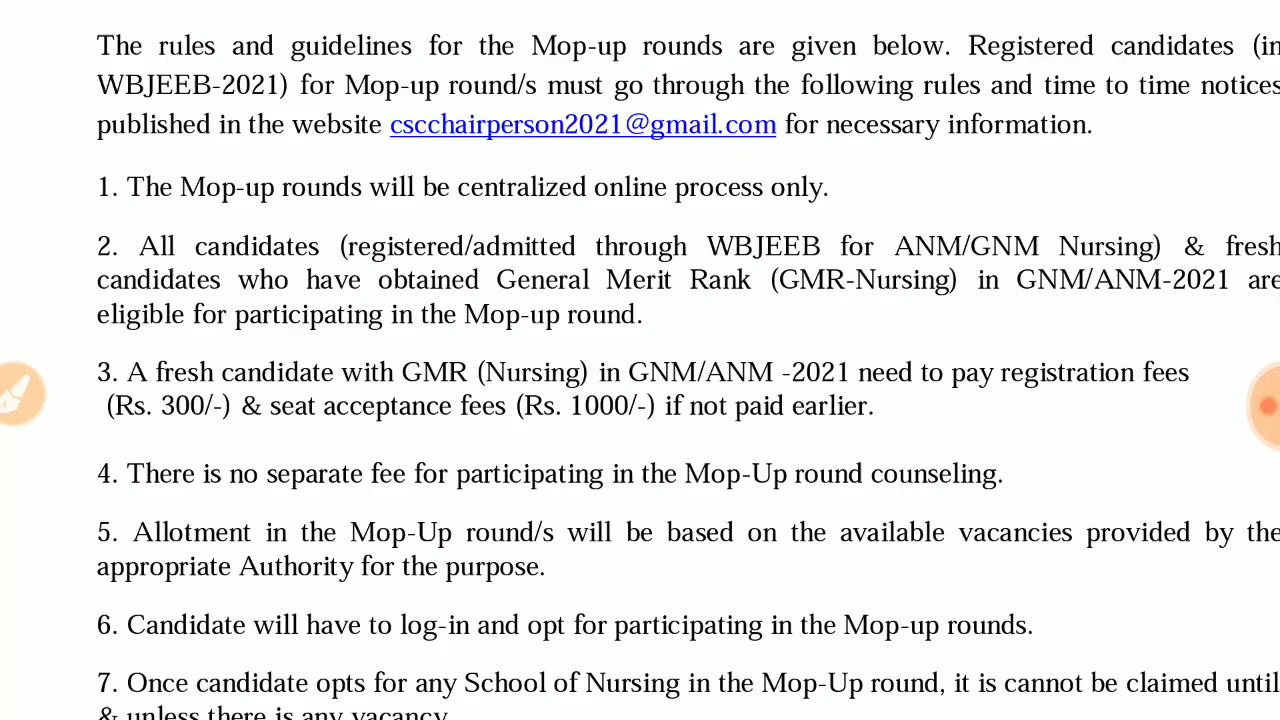 The rules and guidelines for the Mop-up rounds are given below. Registered candidates (in
WBJEEB-2021) for Mop-up round/s must go through the following rules and time to time notices
published in the website cscchairperson2021@gmail.com for necessary information.
1. The Mop-up rounds will be centralized online process only.
2. All candidates (registered/admitted through WBJEEB for ANM/GNM Nursing) & fresh
candidates who have obtained General Merit Rank (GMR-Nursing) in GNM/ANM-2021 are
eligible for participating in the Mop-up round.
3. A fresh candidate with GMR (Nursing) in GNM/ANM -2021 need to pay registration fees
(Rs. 300/-) & seat acceptance fees (Rs. 1000/-) if not paid earlier.
4. There is no separate fee for participating in the Mop-Up round counseling.
5. Allotment in the Mop-Up round/s will be based on the available vacancies provided by the
appropriate Authority for the purpose.
6. Candidate will have to log-in and opt for participating in the Mop-up rounds.
7. Once candidate opts for any School of Nursing in the Mop-Up round, it is cannot be claimed until
& unless there is any vacancy